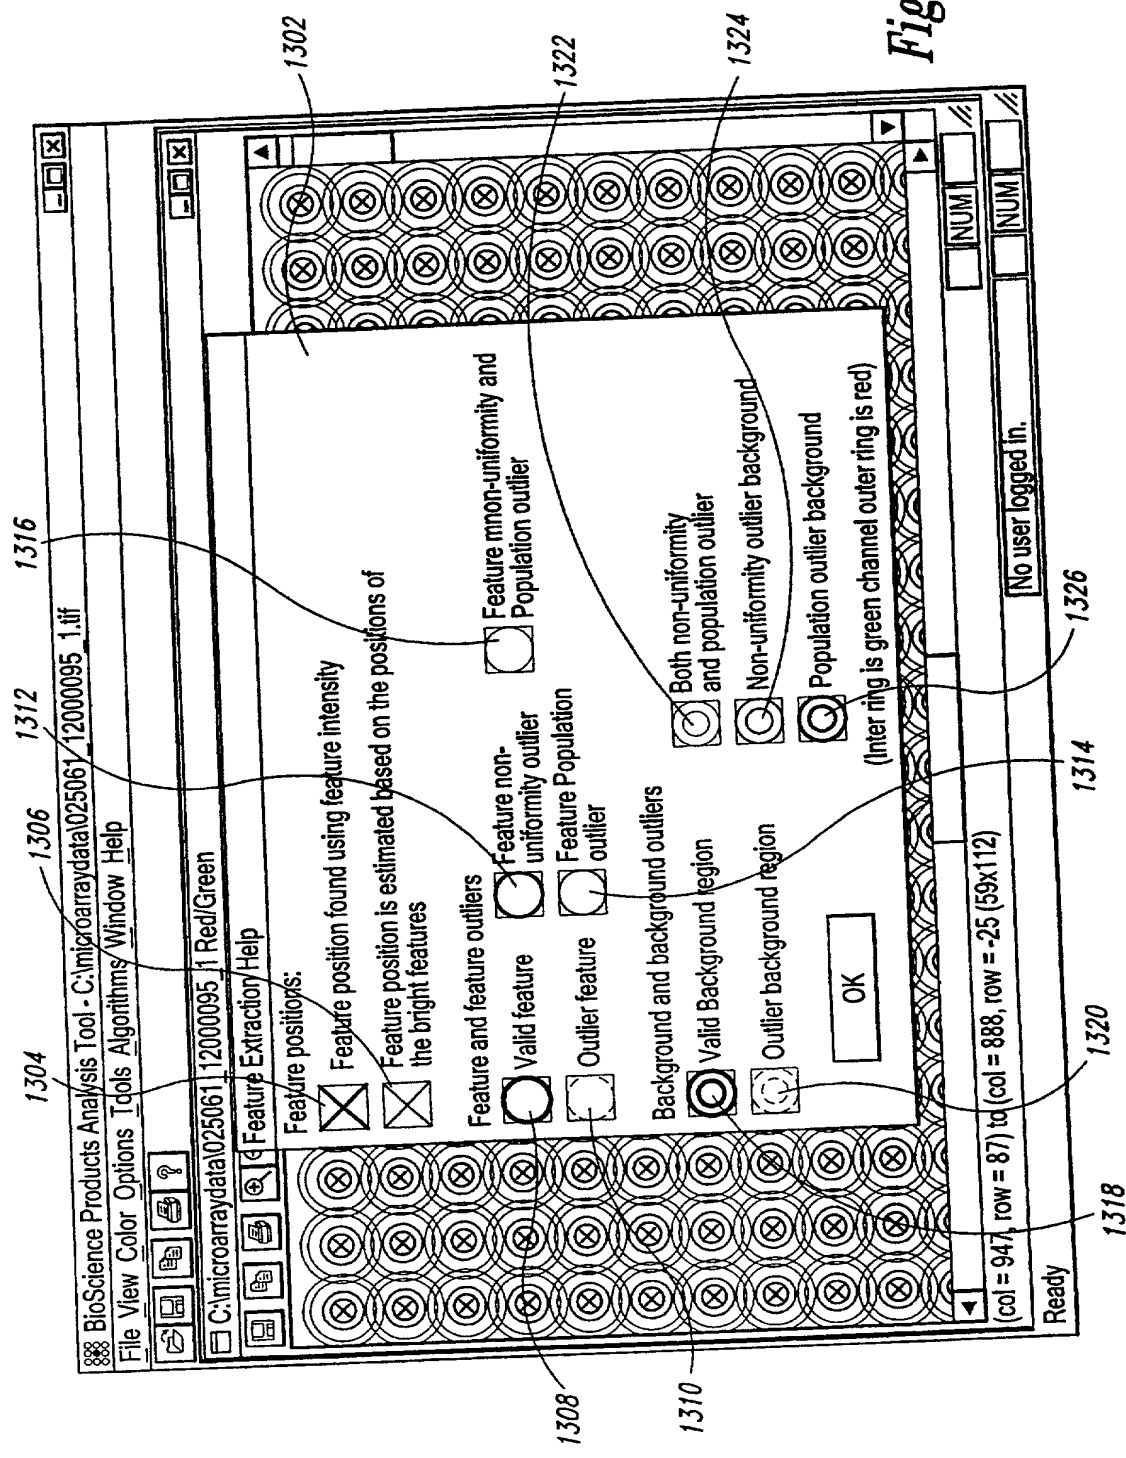 BioScience Products Analysis Tool - C:\microarraydata\025061_12000095_1.tif
File View Color Options Tools Algorithms Window Help
?
C:\microarraydata\025061_12000095_1 Red/Green
Feature Extraction Help
Feature positions:
Feature position found using feature intensity
Feature position is estimated based on the positions of
the bright features
Feature and feature outliers
Valid feature
Outlier feature
Feature non-
uniformity outlier
Feature Population
outlier
Feature mnon-uniformity and
Population outlier
Background and background outliers
Valid Background region
Outlier background region
Both non-uniformity
and population outlier
Non-uniformity outlier background
Population outlier background
(Inter ring is green channel outer ring is red)
OK
(col = 947, row = 87) to (col = 888, row = -25 (59x112)
NUM
Ready
No user logged in.
NUM
1302
1304
1306
1308
1310
1312
1314
1316
1318
1320
1322
1324
1326
Fig